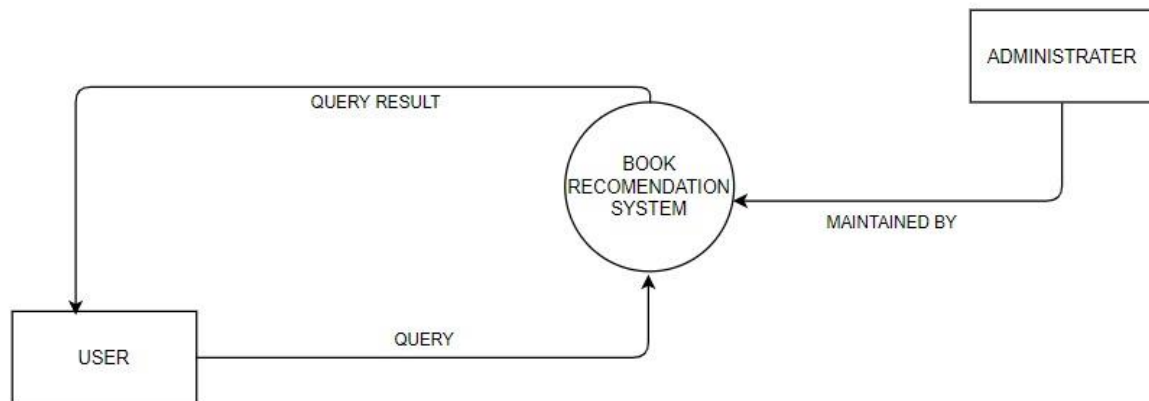 ADMINISTRATER
QUERY RESULT
BOOK
RECOMENDATION
SYSTEM
MAINTAINED BY
QUERY
USER